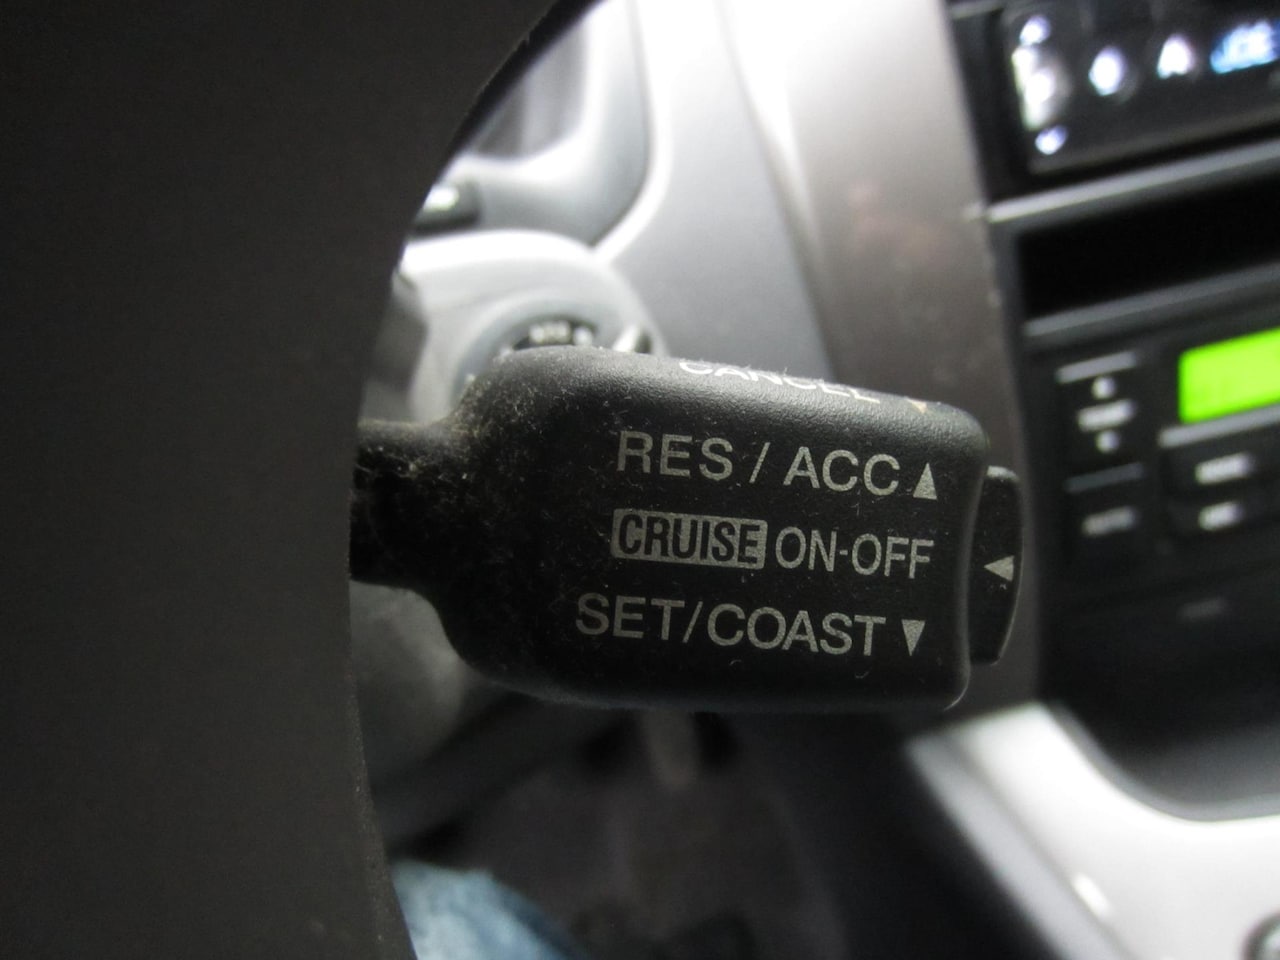 CANCEL
RES / ACC ▲
CRUISE ON-OFF ◀
SET/COAST ▼